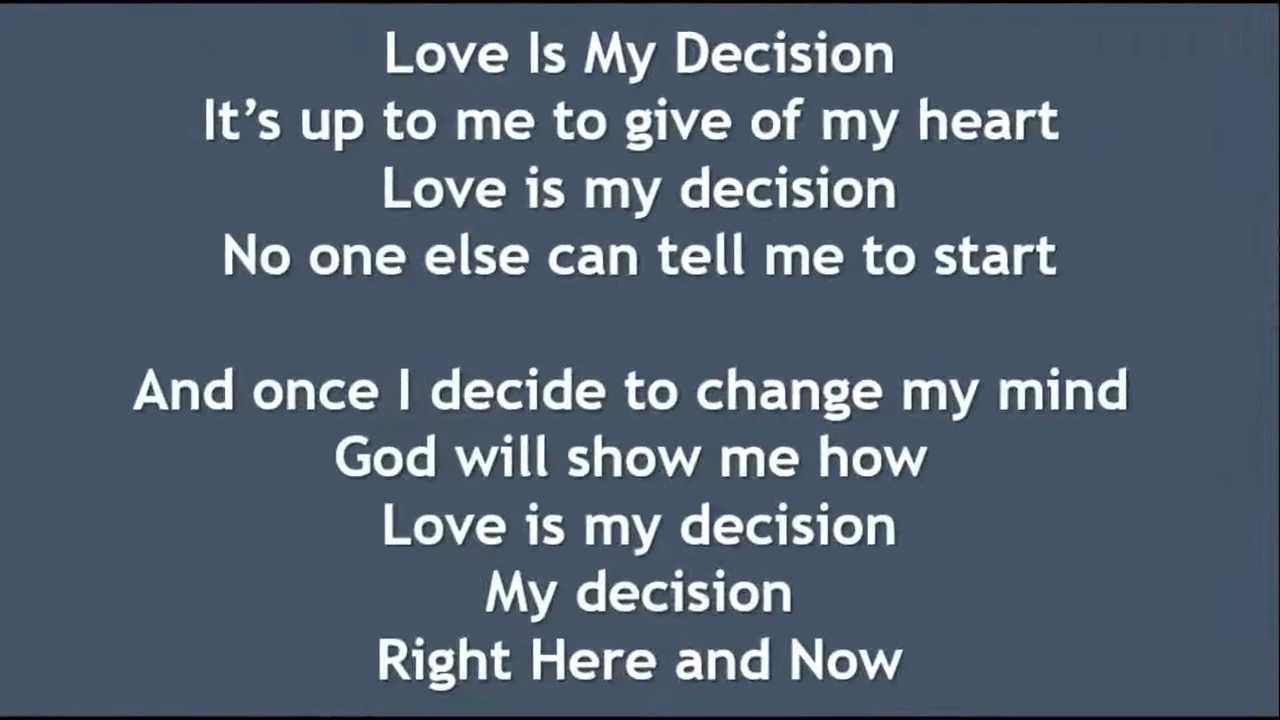 Love Is My Decision
It’s up to me to give of my heart
Love is my decision
No one else can tell me to start
And once I decide to change my mind
God will show me how
Love is my decision
My decision
Right Here and Now